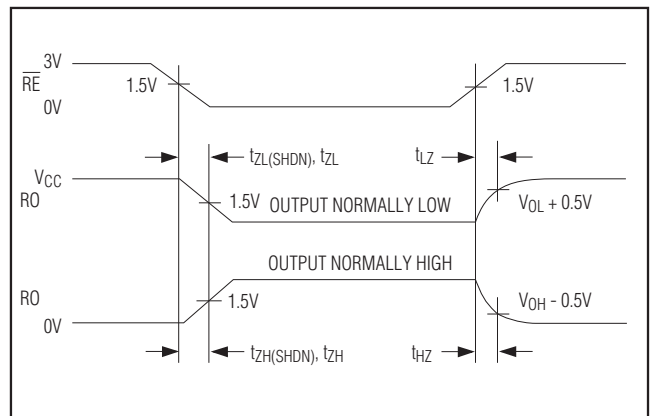 3V
R̅E̅
1.5V
1.5V
0V
tZL(SHDN), tZL
tLZ
VCC
RO
1.5V
OUTPUT NORMALLY LOW
VOL + 0.5V
OUTPUT NORMALLY HIGH
RO
1.5V
VOH - 0.5V
0V
tZH(SHDN), tZH
tHZ